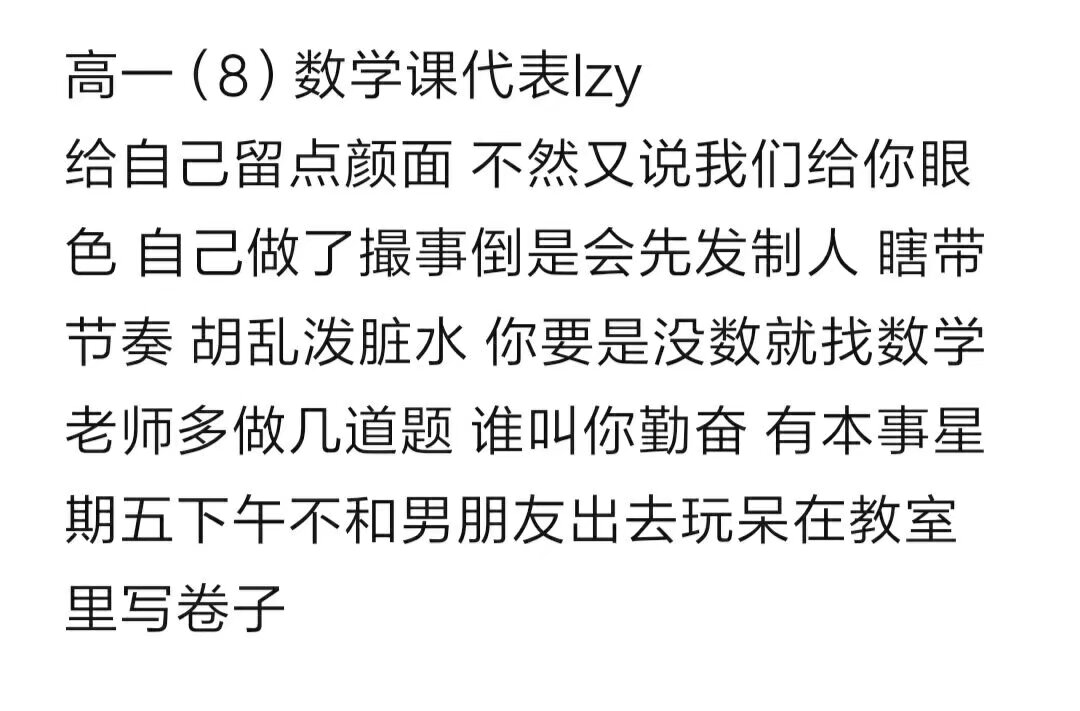 高一（8）数学课代表lzy
给自己留点颜面 不然又说我们给你眼
色 自己做了撮事倒是会先发制人 瞎带
节奏 胡乱泼脏水 你要是没数就找数学
老师多做几道题 谁叫你勤奋 有本事星
期五下午不和男朋友出去玩呆在教室
里写卷子